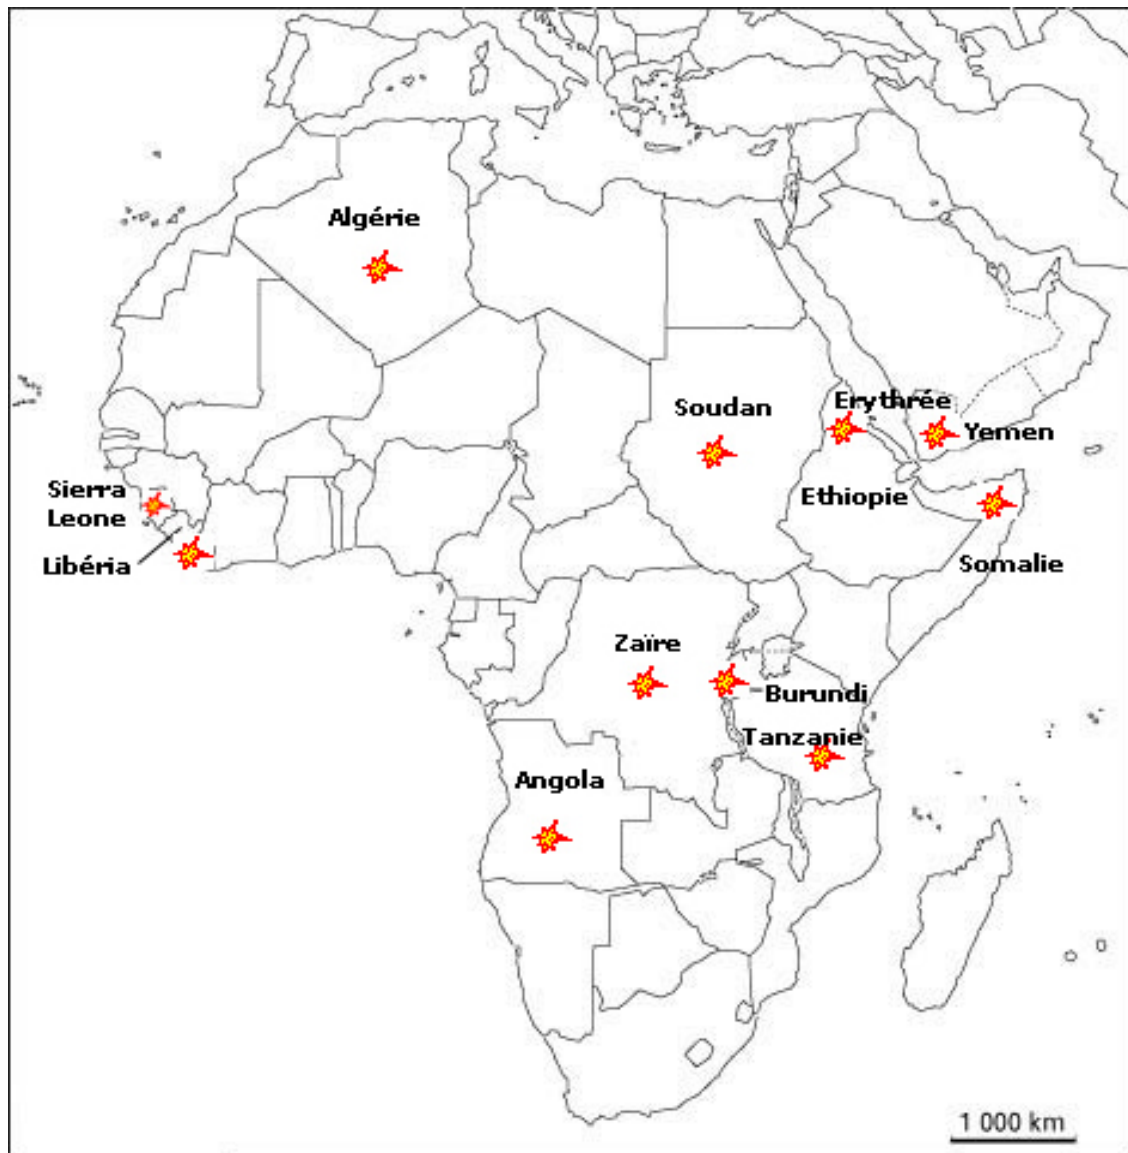 Algérie
Erythrée
Soudan
Yemen
Sierra
Leone
Ethiopie
Libéria
Somalie
Zaïre
Burundi
Tanzanie
Angola
1 000 km